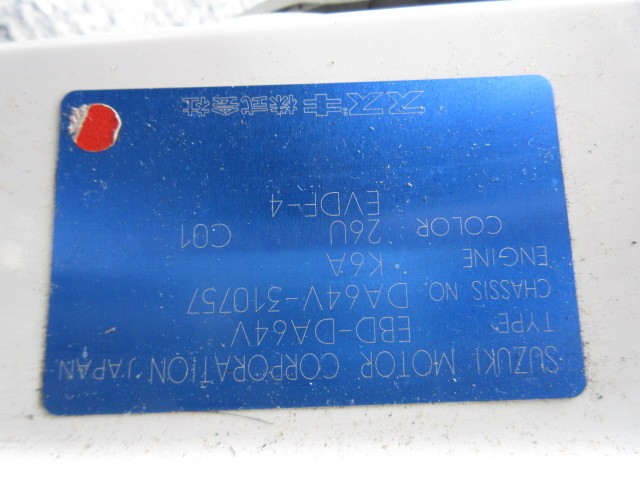 SUZUKI MOTOR CORPORATION JAPAN
TYPE EBD-DA64V
CHASSIS NO. DA64V-310757
ENGINE K6A
COLOR 26U C01
EVDF-4
スズキ株式会社